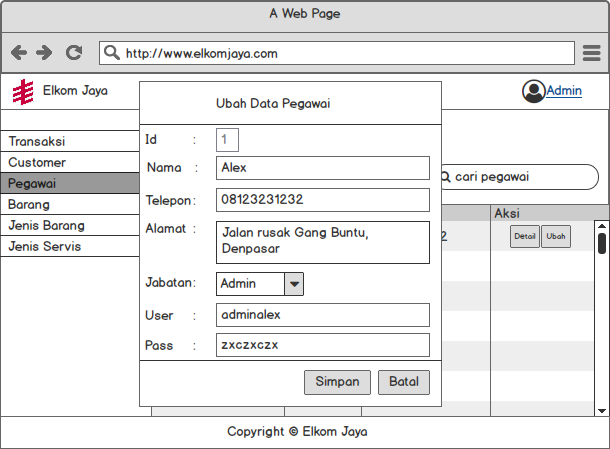 A Web Page
http://www.elkomjaya.com
Elkom Jaya
Admin
Transaksi
Customer
Pegawai
Barang
Jenis Barang
Jenis Servis
Ubah Data Pegawai
Id : 1
Nama : Alex
Telepon: 08123231232
Alamat : Jalan rusak Gang Buntu,
Denpasar
Jabatan: Admin
User : adminalex
Pass : zxczxczx
Simpan Batal
cari pegawai
Aksi
2 Detail Ubah
Copyright © Elkom Jaya